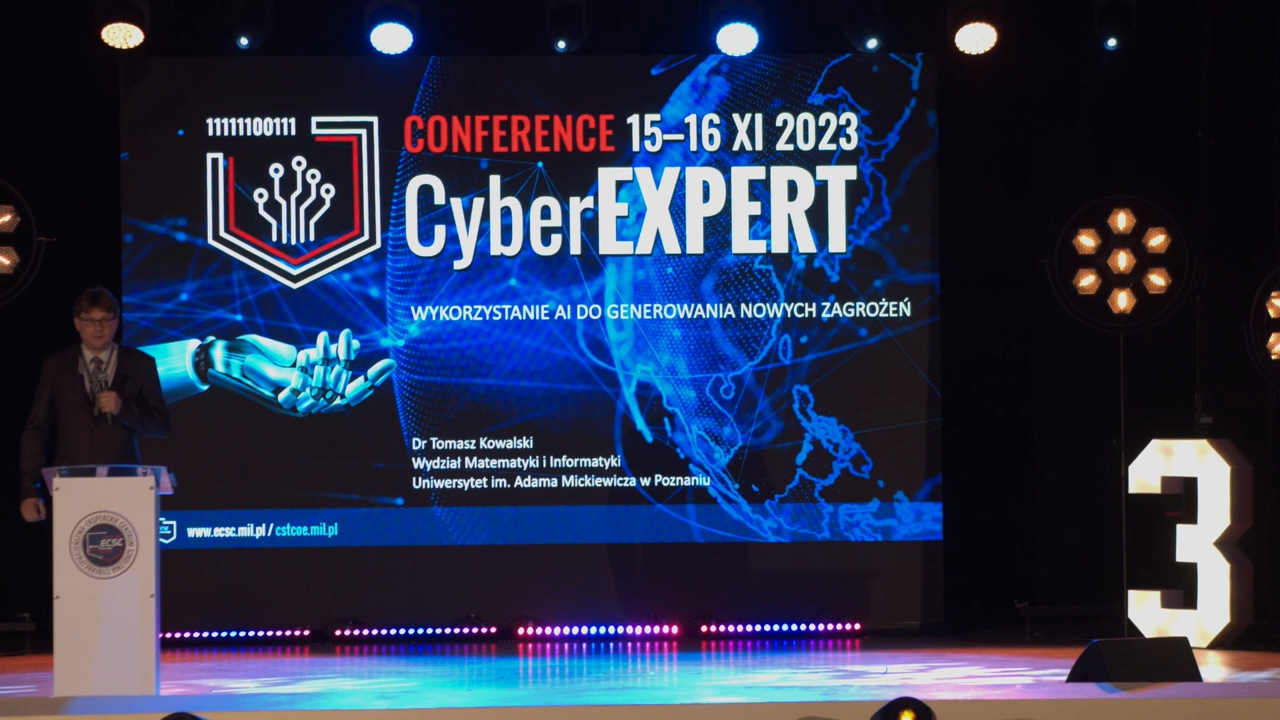 11111100111
CONFERENCE 15–16 XI 2023
CyberEXPERT
WYKORZYSTANIE AI DO GENEROWANIA NOWYCH ZAGROŻEŃ
Dr Tomasz Kowalski
Wydział Matematyki i Informatyki
Uniwersytet im. Adama Mickiewicza w Poznaniu
www.ecsc.mil.pl / cstcoe.mil.pl
ECSC
3